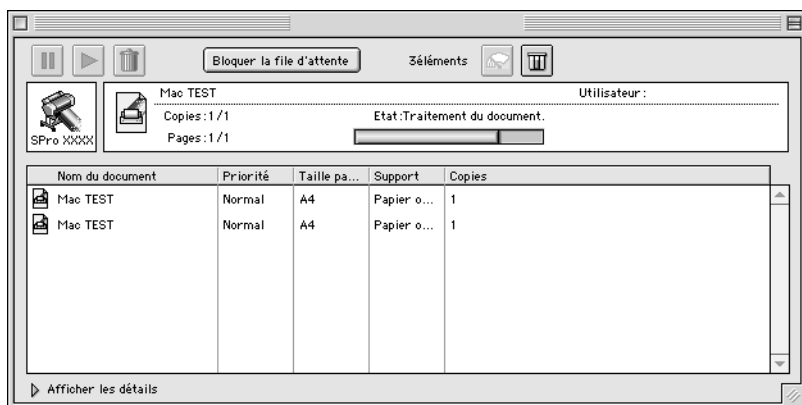 Bloquer la file d'attente 3éléments
Mac TEST Utilisateur:
Copies:1/1 Etat:Traitement du document.
SPro XXXX Pages:1/1
Nom du document Priorité Taille pa... Support Copies
Mac TEST Normal A4 Papier o... 1
Mac TEST Normal A4 Papier o... 1
Afficher les détails